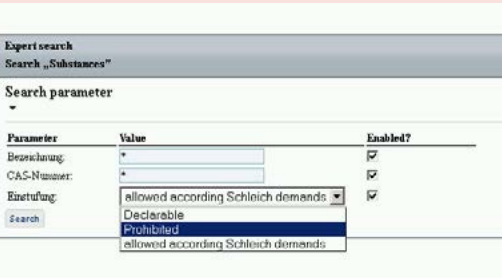 Expert search
Search „Substances"
Search parameter
Parameter Value Enabled?
Bezeichnung: *
CAS-Nummer: *
Einstufung: allowed according Schleich demands
Search
Declarable
Prohibited
allowed according Schleich demands